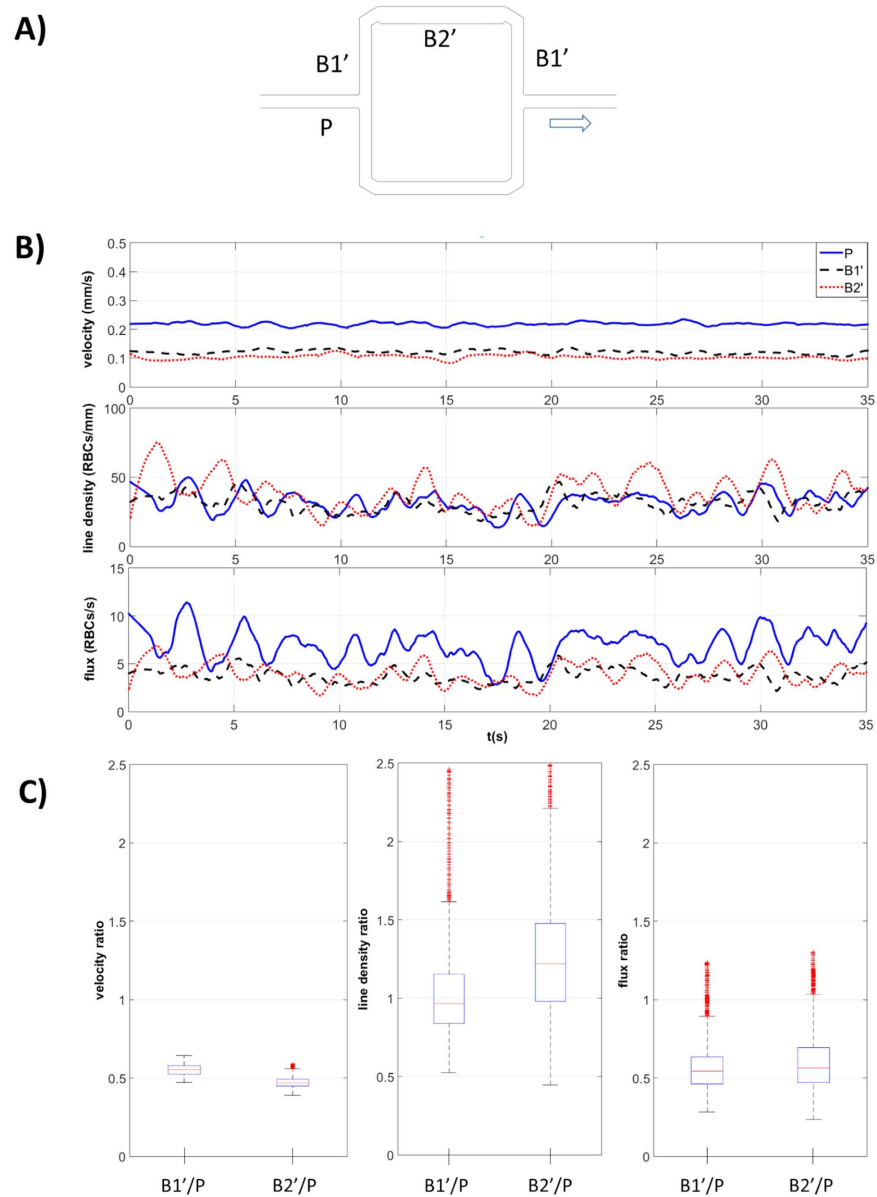 A)
B1’ B2’ B1’
P
B)
velocity (mm/s)
0.5
0.4
0.3
0.2
0.1
0
0 5 10 15 20 25 30 35
P
B1'
B2'
line density (RBCs/mm)
100
50
0
0 5 10 15 20 25 30 35
flux (RBCs/s)
15
10
5
0
0 5 10 15 20 25 30 35
t(s)
C)
velocity ratio
2.5
2
1.5
1
0.5
0
B1’/P B2’/P
line density ratio
2.5
2
1.5
1
0.5
0
B1’/P B2’/P
flux ratio
2.5
2
1.5
1
0.5
0
B1’/P B2’/P